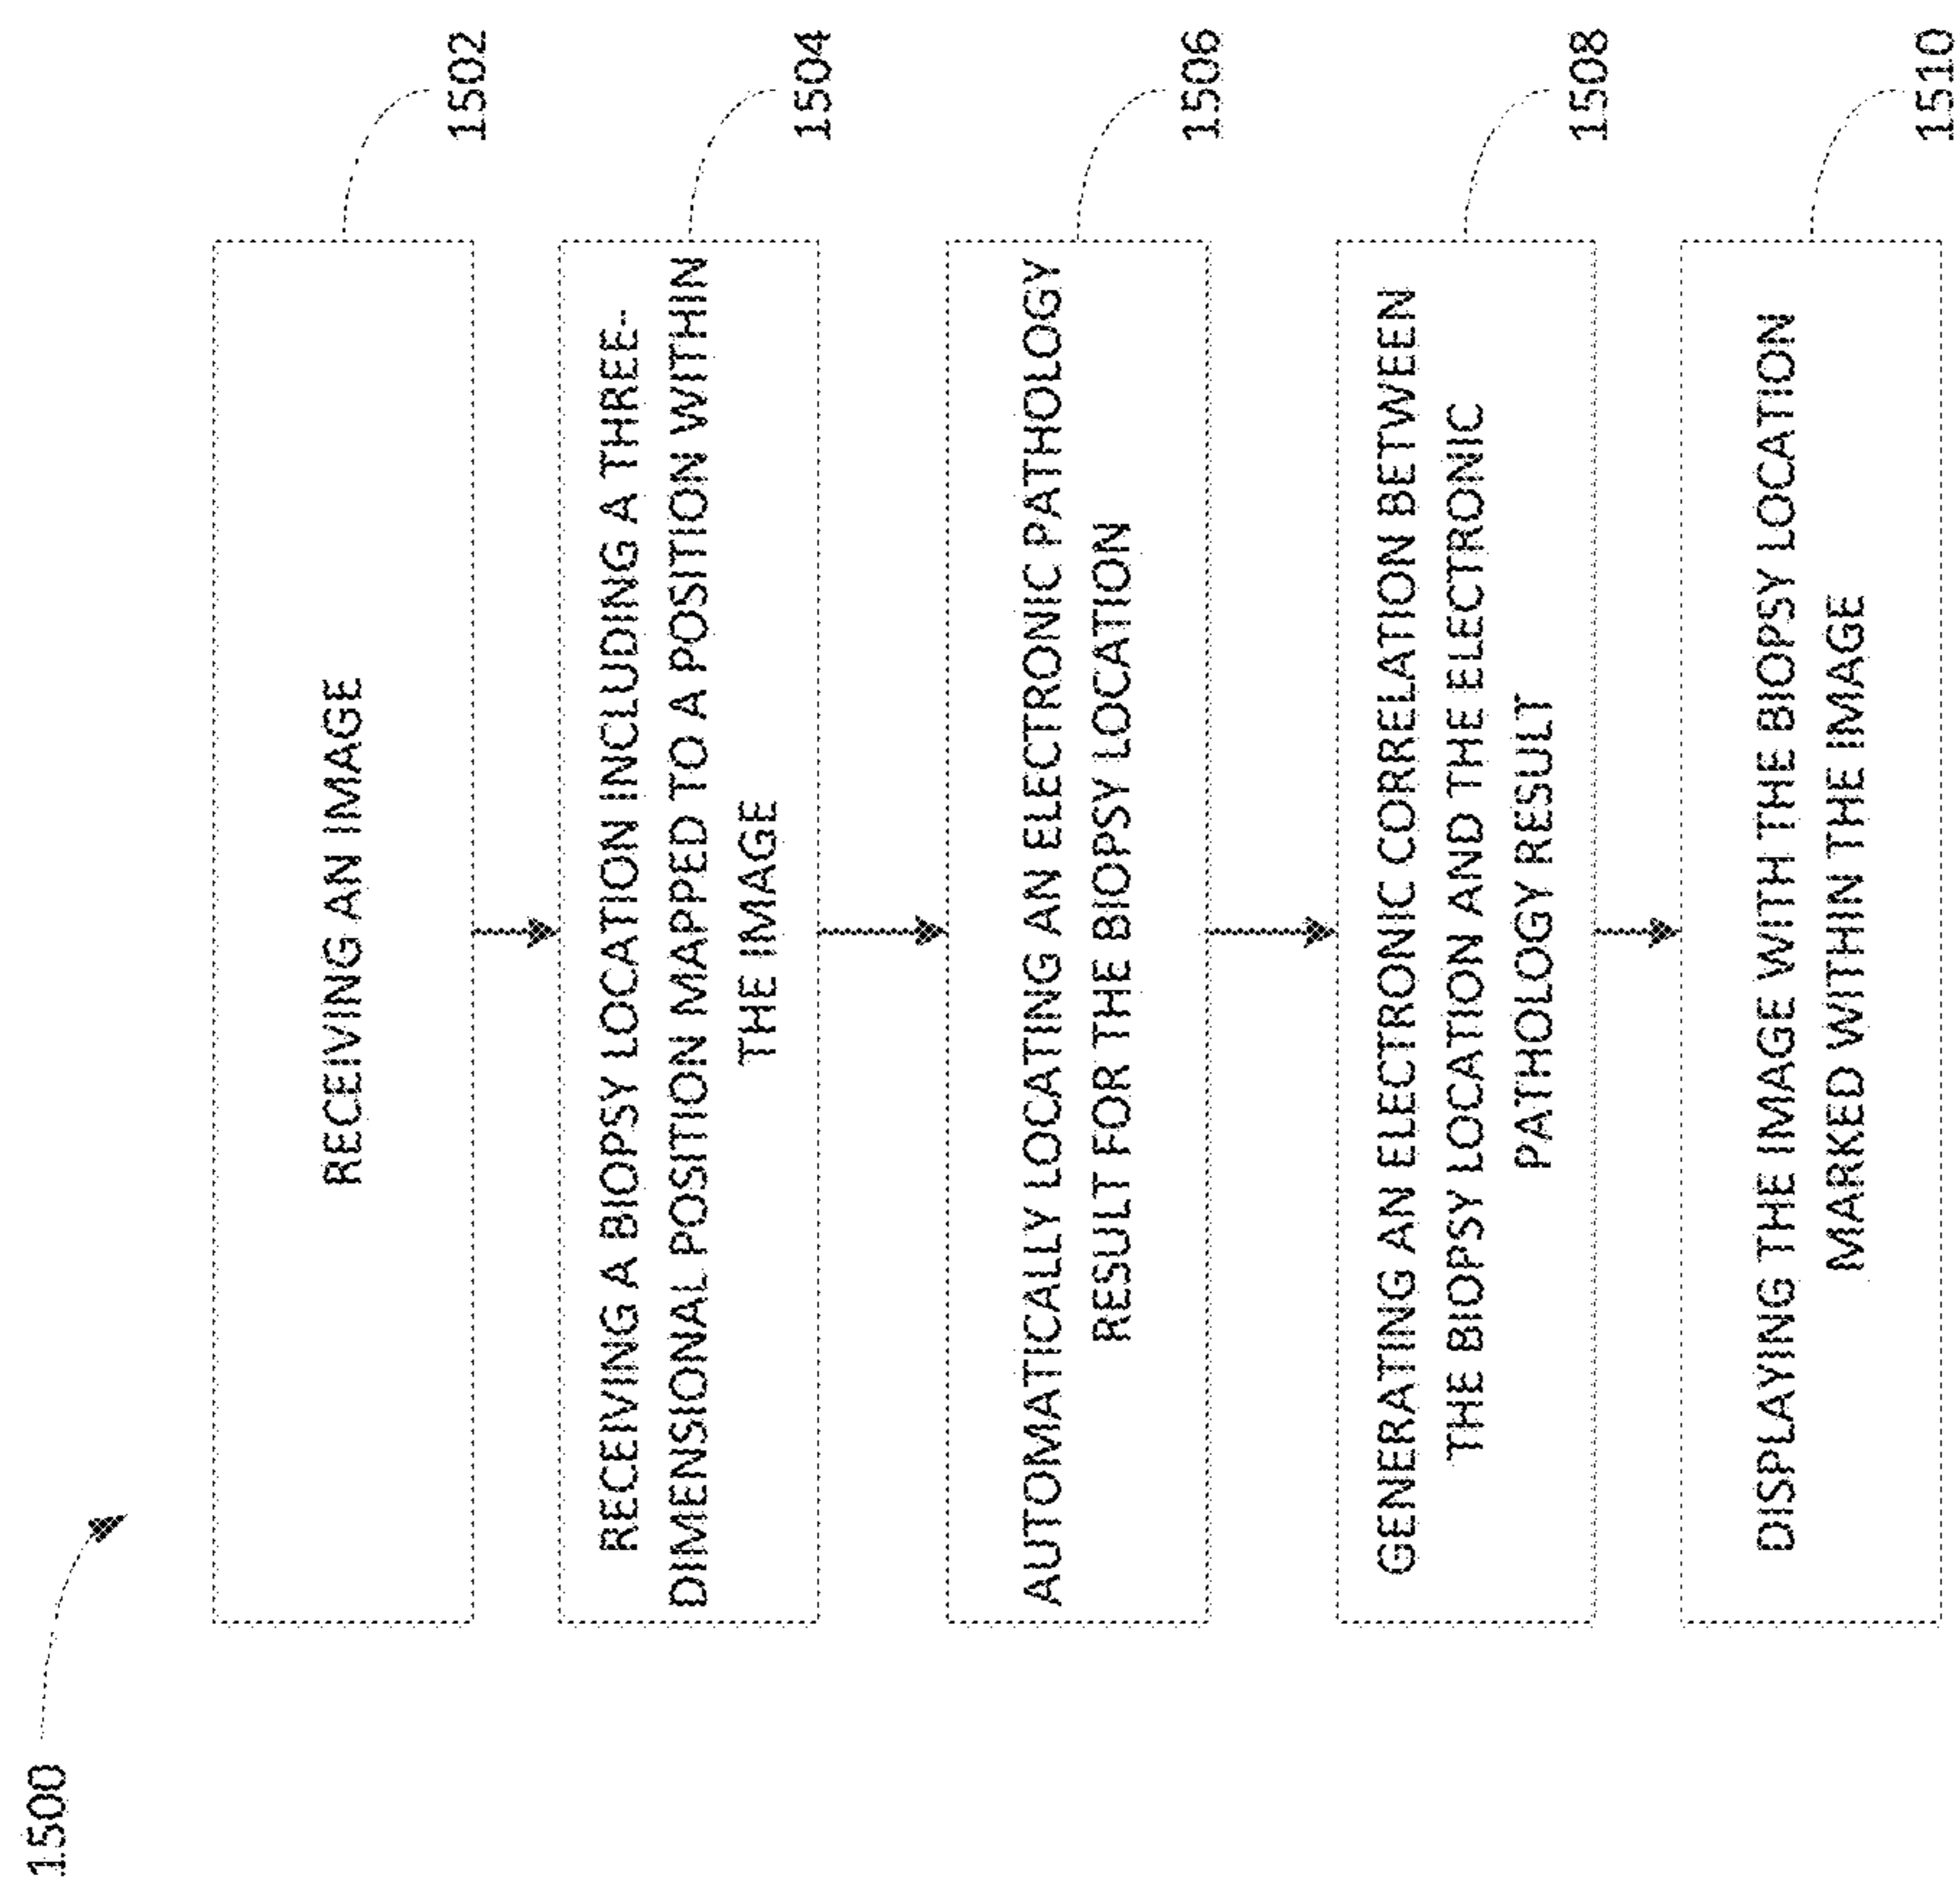 1500
RECEIVING AN IMAGE
1502
RECEIVING A BIOPSY LOCATION INCLUDING A THREE-
DIMENSIONAL POSITION MAPPED TO A POSITION WITHIN
THE IMAGE
1504
AUTOMATICALLY LOCATING AN ELECTRONIC PATHOLOGY
RESULT FOR THE BIOPSY LOCATION
1506
GENERATING AN ELECTRONIC CORRELATION BETWEEN
THE BIOPSY LOCATION AND THE ELECTRONIC
PATHOLOGY RESULT
1508
DISPLAYING THE IMAGE WITH THE BIOPSY LOCATION
MARKED WITHIN THE IMAGE
1510